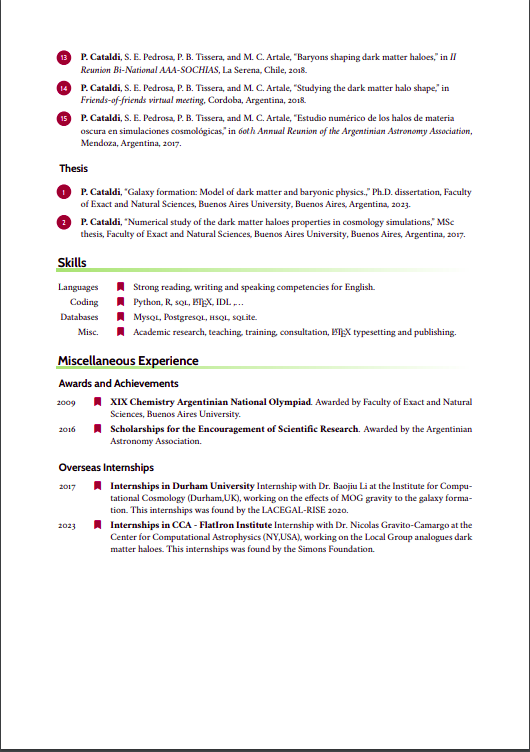 13 P. Cataldi, S. E. Pedrosa, P. B. Tissera, and M. C. Artale, “Baryons shaping dark matter haloes,” in II
Reunion Bi-National AAA-SOCHIAS, La Serena, Chile, 2018.
14 P. Cataldi, S. E. Pedrosa, P. B. Tissera, and M. C. Artale, “Studying the dark matter halo shape,” in
Friends-of-friends virtual meeting, Cordoba, Argentina, 2018.
15 P. Cataldi, S. E. Pedrosa, P. B. Tissera, and M. C. Artale, “Estudio numérico de los halos de materia
oscura en simulaciones cosmológicas,” in 60th Annual Reunion of the Argentinian Astronomy Association,
Mendoza, Argentina, 2017.
Thesis
1 P. Cataldi, “Galaxy formation: Model of dark matter and baryonic physics.,” Ph.D. dissertation, Faculty
of Exact and Natural Sciences, Buenos Aires University, Buenos Aires, Argentina, 2023.
2 P. Cataldi, “Numerical study of the dark matter haloes properties in cosmology simulations,” MSc
thesis, Faculty of Exact and Natural Sciences, Buenos Aires University, Buenos Aires, Argentina, 2017.
Skills
Languages Strong reading, writing and speaking competencies for English.
Coding Python, R, SQL, LATEX, IDL ,...
Databases MySQL, PostgreSQL, HSQL, SQLite.
Misc. Academic research, teaching, training, consultation, LATEX typesetting and publishing.
Miscellaneous Experience
Awards and Achievements
2009 XIX Chemistry Argentinian National Olympiad. Awarded by Faculty of Exact and Natural
Sciences, Buenos Aires University.
2016 Scholarships for the Encouragement of Scientific Research. Awarded by the Argentinian
Astronomy Association.
Overseas Internships
2017 Internships in Durham University Internship with Dr. Baojiu Li at the Institute for Compu-
tational Cosmology (Durham,UK), working on the effects of MOG gravity to the galaxy forma-
tion. This internships was found by the LACEGAL-RISE 2020.
2023 Internships in CCA - FlatIron Institute Internship with Dr. Nicolas Gravito-Camargo at the
Center for Computational Astrophysics (NY,USA), working on the Local Group analogues dark
matter haloes. This internships was found by the Simons Foundation.